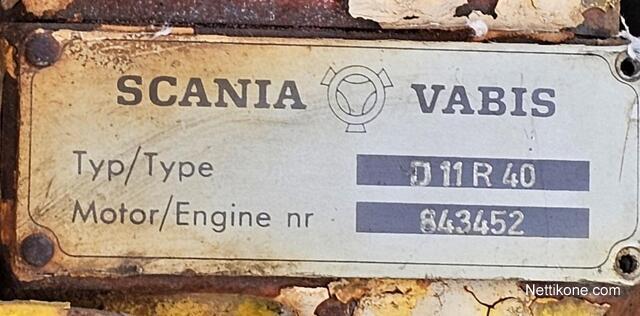 SCANIA VABIS
Typ/Type D 11 R 40
Motor/Engine nr 843452
Nettikone.com